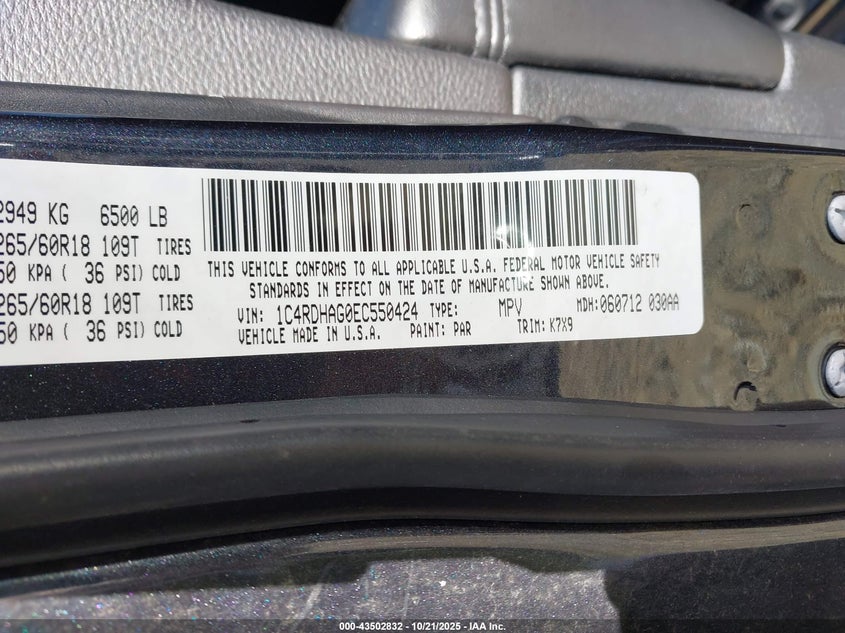 2949 KG 6500 LB
265/60R18 109T TIRES
50 KPA ( 36 PSI) COLD
265/60R18 109T TIRES
50 KPA ( 36 PSI) COLD
THIS VEHICLE CONFORMS TO ALL APPLICABLE U.S.A. FEDERAL MOTOR VEHICLE SAFETY
STANDARDS IN EFFECT ON THE DATE OF MANUFACTURE SHOWN ABOVE.
VIN: 1C4RDHAG0EC550424 TYPE: MPV MDH: 060712 030AA
VEHICLE MADE IN U.S.A. PAINT: PAR TRIM: K7X9
000-43502832 - 10/21/2025 - IAA Inc.